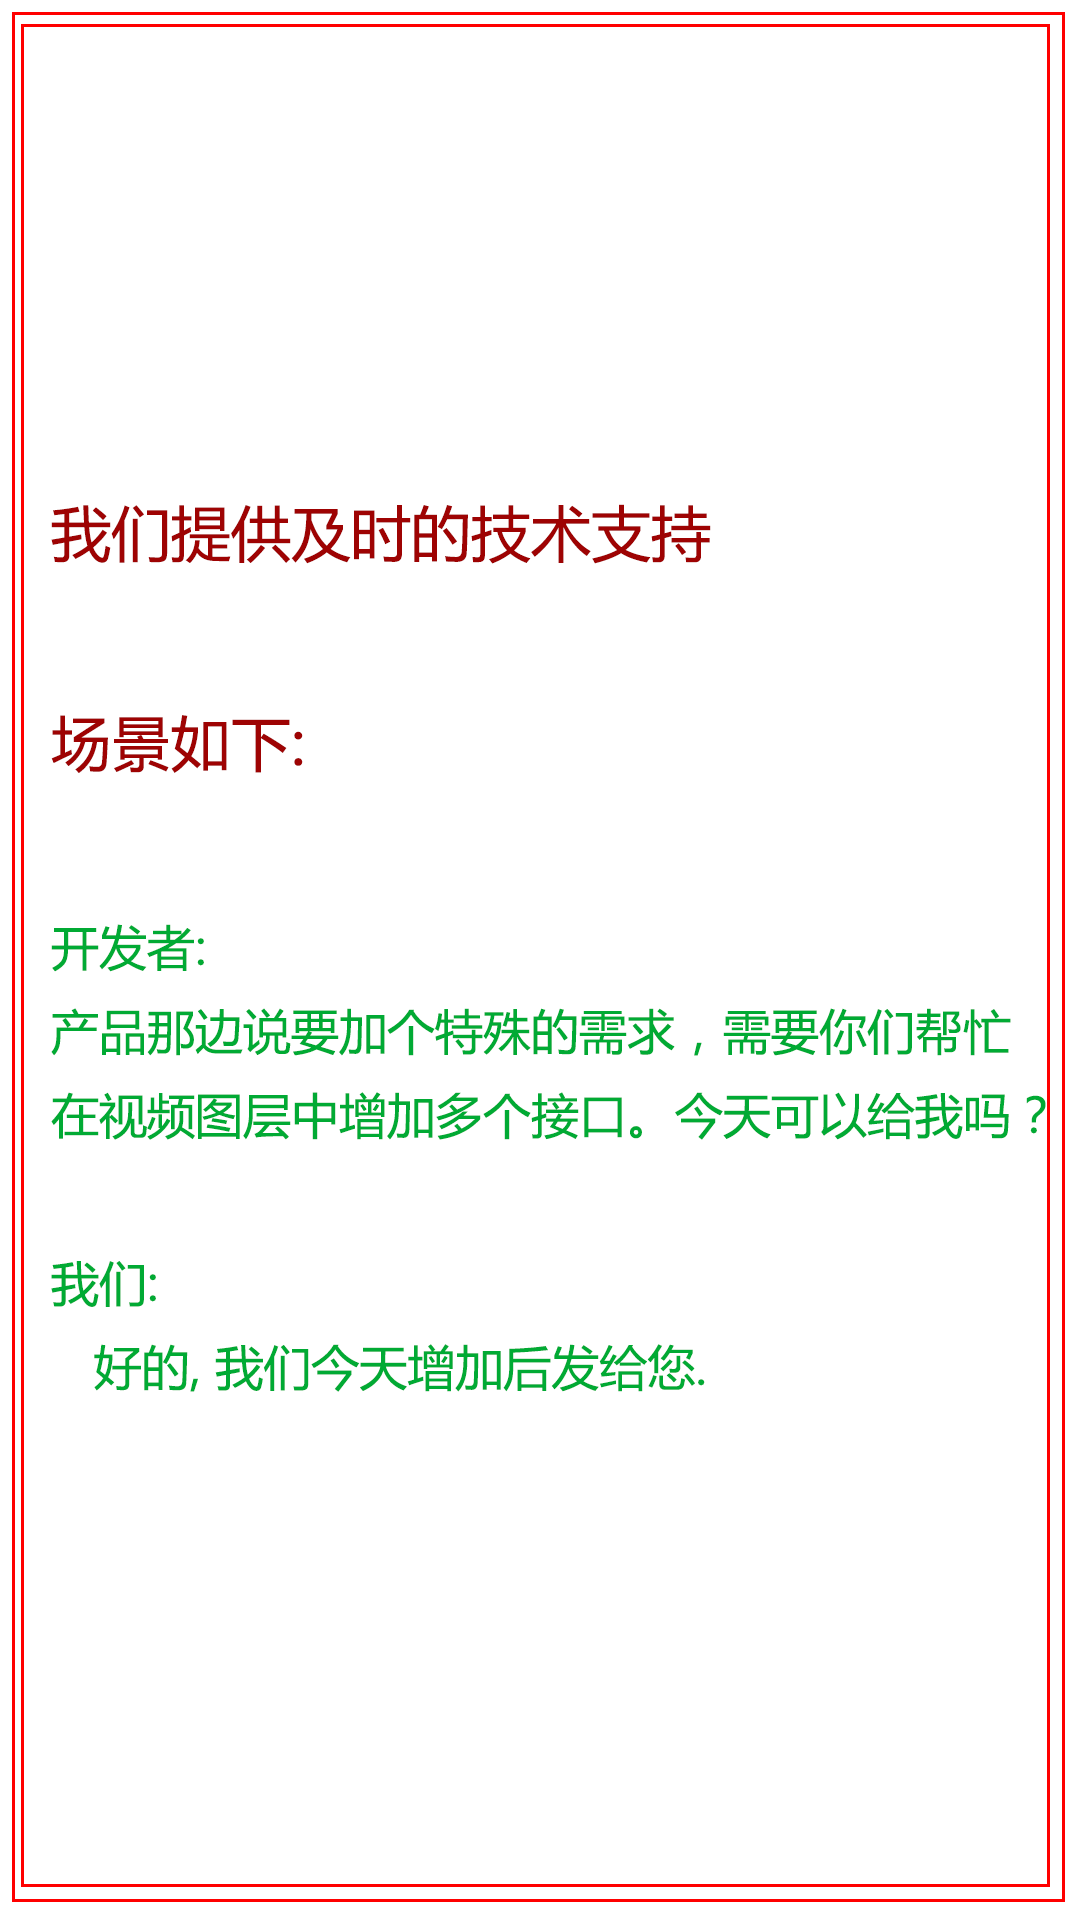 我们提供及时的技术支持
场景如下:
开发者:
产品那边说要加个特殊的需求，需要你们帮忙
在视频图层中增加多个接口。 今天可以给我吗？
我们:
好的, 我们今天增加后发给您.